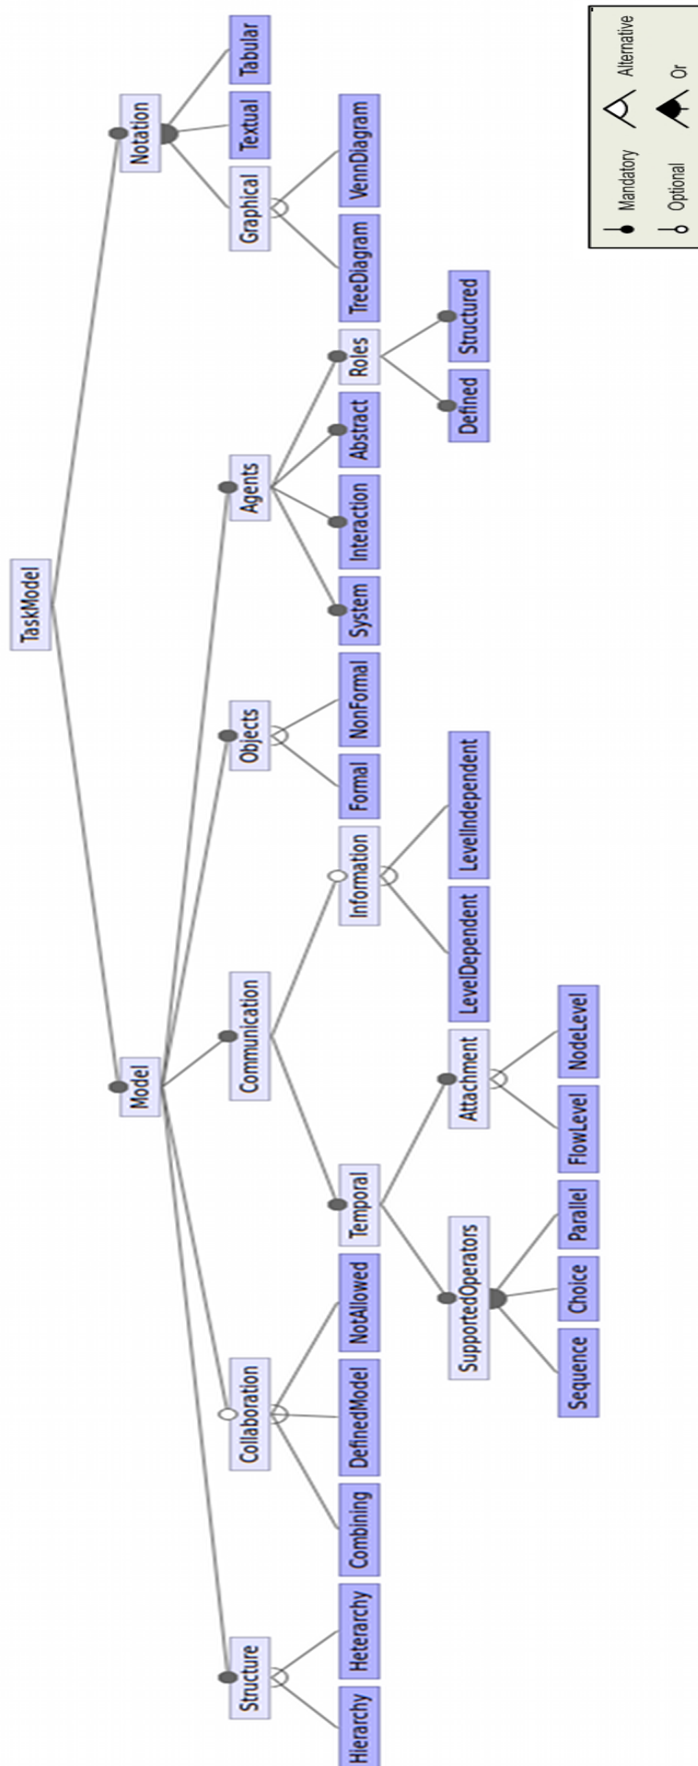 TaskModel
Model
Notation
Structure
Collaboration
Communication
Objects
Agents
Graphical
Textual
Tabular
Hierarchy
Heterarchy
Combining
DefinedModel
NotAllowed
Temporal
Information
Formal
NonFormal
System
Interaction
Abstract
Roles
TreeDiagram
VennDiagram
SupportedOperators
Attachment
LevelDependent
LevelIndependent
Defined
Structured
Sequence
Choice
Parallel
FlowLevel
NodeLevel
Mandatory
Alternative
Optional
Or